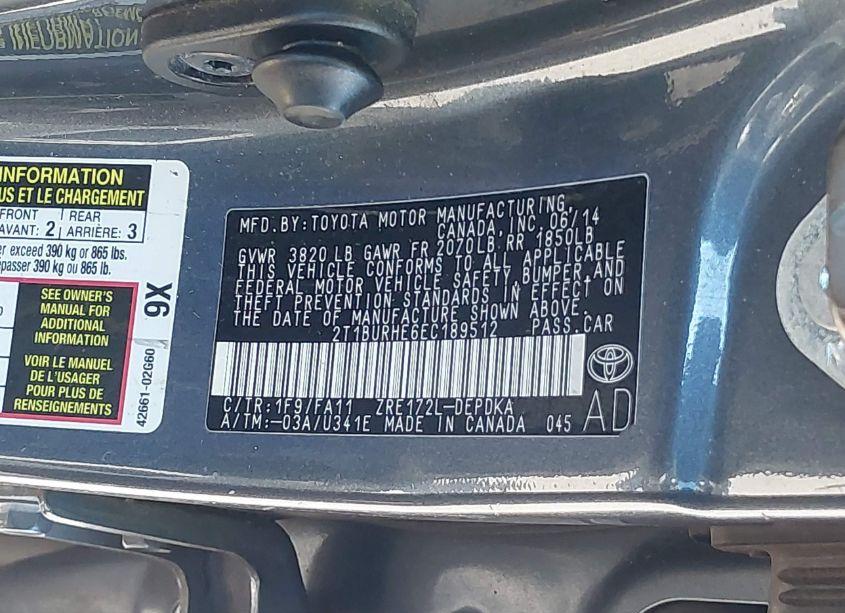 INFORMATION
US ET LE CHARGEMENT
FRONT
AVANT: 2
REAR
ARRIÈRE: 3
er exceed 390 kg or 865 lbs.
épasser 390 kg ou 865 lb.
SEE OWNER'S
MANUAL FOR
ADDITIONAL
INFORMATION
VOIR LE MANUEL
DE L'USAGER
POUR PLUS DE
RENSEIGNEMENTS
9X
42661-02G60
MFD. BY: TOYOTA MOTOR MANUFACTURING,
CANADA, INC. 06/14
GVWR 3820 LB GAWR FR 2070LB RR 1850LB
THIS VEHICLE CONFORMS TO ALL APPLICABLE
FEDERAL MOTOR VEHICLE SAFETY, BUMPER, AND
THEFT PREVENTION STANDARDS IN EFFECT ON
THE DATE OF MANUFACTURE SHOWN ABOVE.
2T1BURHE6EC189512 PASS.CAR
C/TR:1F9/FA11 ZRE172L-DEPDKA
A/TM:-03A/U341E MADE IN CANADA 045
AD